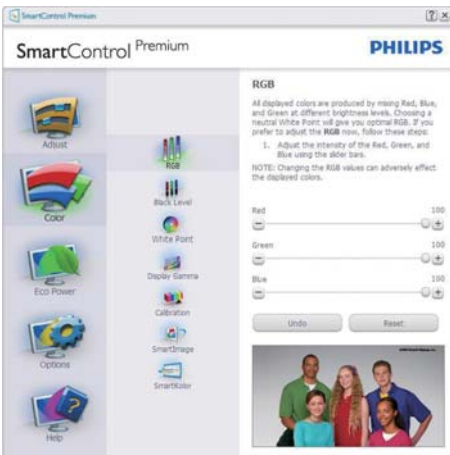 SmartControl Premium
SmartControl Premium
PHILIPS
Adjust
Color
Eco Power
Options
Help
RGB
Black Level
White Point
Display Gamma
Calibration
SmartImage
SmartKolor
RGB
All displayed colors are produced by mixing Red, Blue,
and Green at different brightness levels. Choosing a
neutral White Point will give you optimal RGB. If you
prefer to adjust the RGB now, follow these steps:
1. Adjust the intensity of the Red, Green, and
Blue using the slider bars.
NOTE: Changing the RGB values can adversely effect
the displayed colors.
Red 100
Green 100
Blue 100
Undo Reset